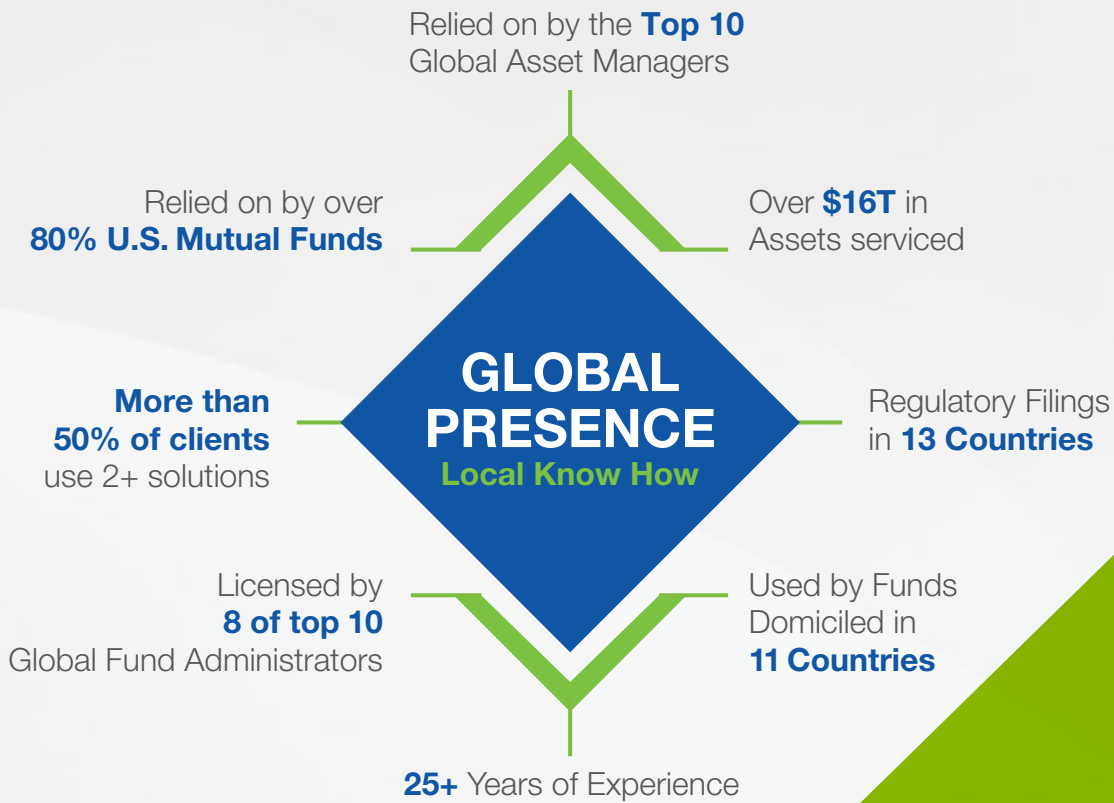 Relied on by the Top 10
Global Asset Managers
Relied on by over
80% U.S. Mutual Funds
Over $16T in
Assets serviced
GLOBAL
PRESENCE
Local Know How
More than
50% of clients
use 2+ solutions
Regulatory Filings
in 13 Countries
Licensed by
8 of top 10
Global Fund Administrators
Used by Funds
Domiciled in
11 Countries
25+ Years of Experience